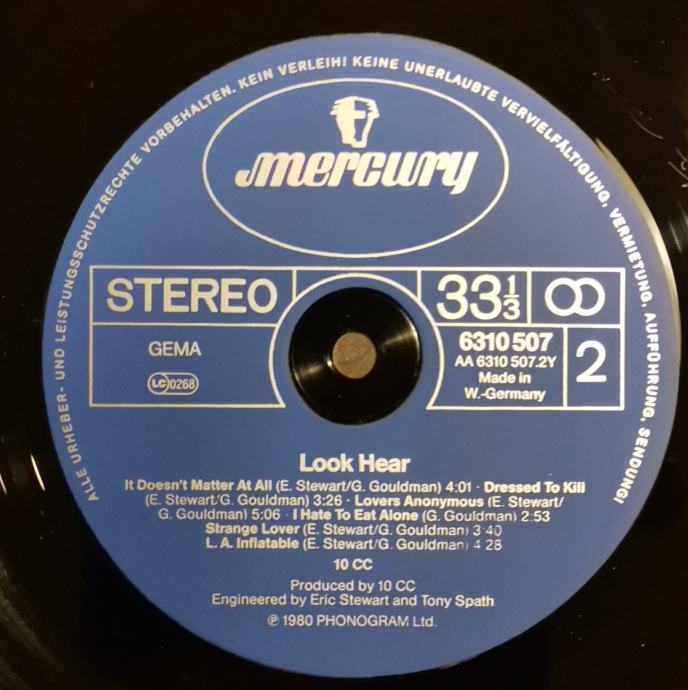 ALLE URHEBER- UND LEISTUNGSSCHUTZRECHTE VORBEHALTEN. KEIN VERLEIH! KEINE UNERLAUBTE VERVIELFÄLTIGUNG, VERMIETUNG, AUFFÜHRUNG, SENDUNG!
mercury
STEREO
33 1/3
GEMA
LC 0268
6310 507
AA 6310 507.2Y
Made in
W.-Germany
2
Look Hear
It Doesn't Matter At All (E. Stewart/G. Gouldman) 4:01 · Dressed To Kill
(E. Stewart/G. Gouldman) 3:26 · Lovers Anonymous (E. Stewart/
G. Gouldman) 5:06 · I Hate To Eat Alone (G. Gouldman) 2:53
Strange Lover (E. Stewart/G. Gouldman) 3:40
L. A. Inflatable (E. Stewart/G. Gouldman) 4:28
10 CC
Produced by 10 CC
Engineered by Eric Stewart and Tony Spath
℗ 1980 PHONOGRAM Ltd.